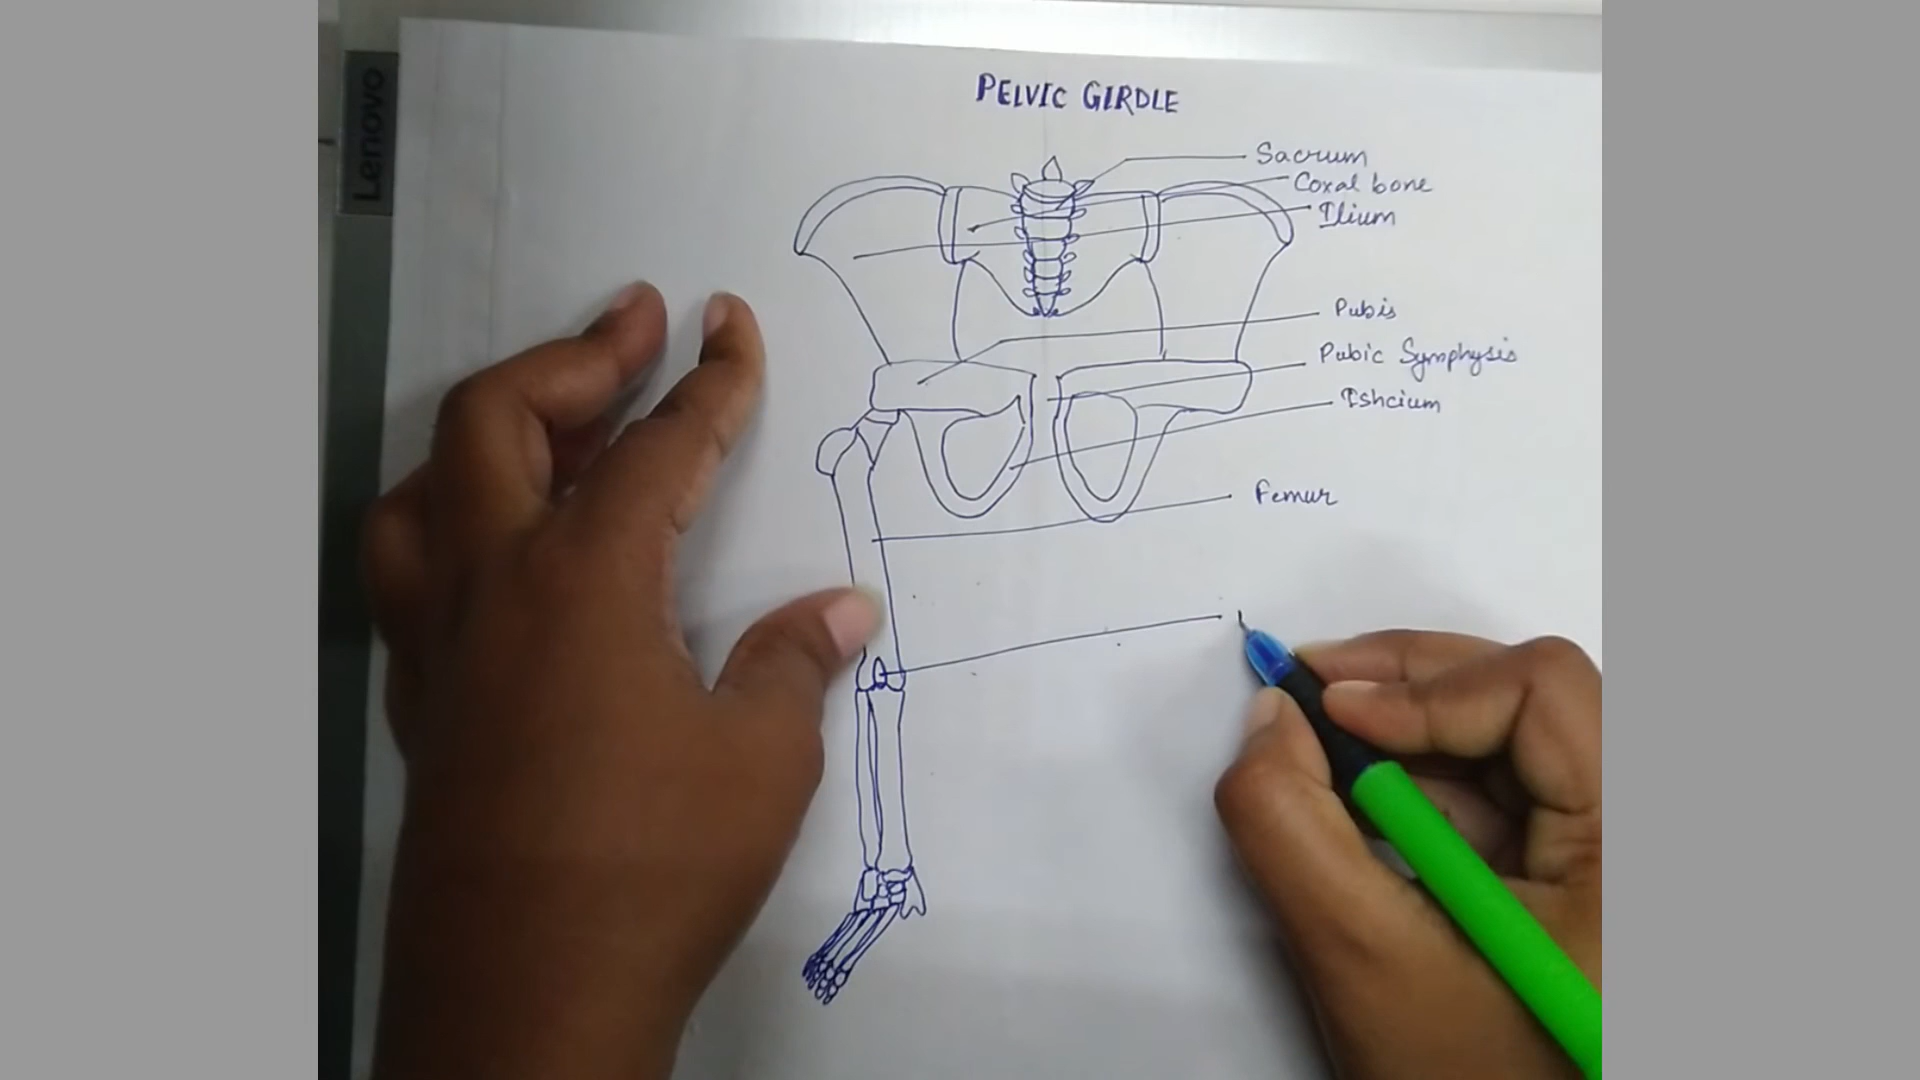 Lenovo
PELVIC GIRDLE
Sacrum
Coxal bone
Ilium
Pubis
Pubic Symphysis
Ishcium
Femur